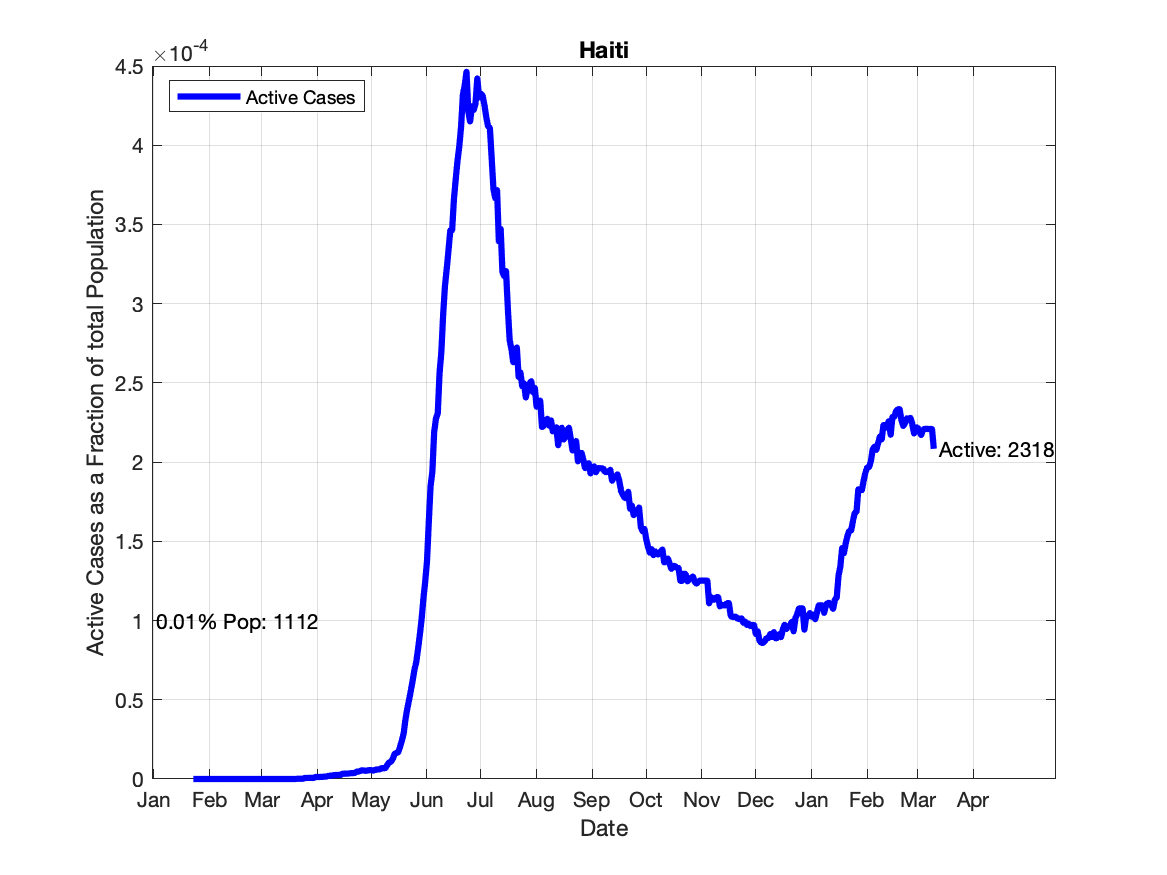 Haiti
×10-4
4.5
4
3.5
3
2.5
2
1.5
1
0.5
0
Active Cases as a Fraction of total Population
Active Cases
Active: 2318
0.01% Pop: 1112
Jan Feb Mar Apr May Jun Jul Aug Sep Oct Nov Dec Jan Feb Mar Apr
Date